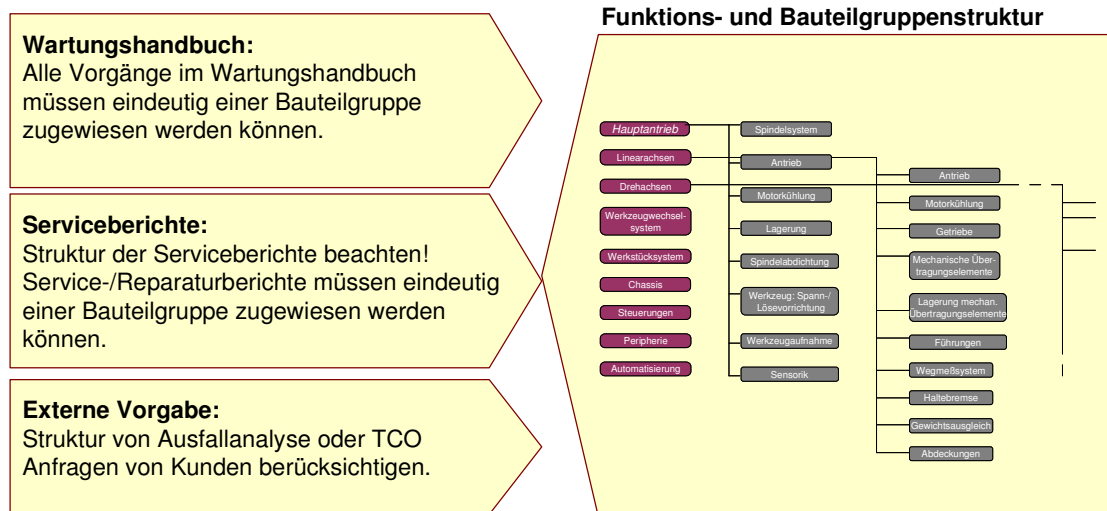 Funktions- und Bauteilgruppenstruktur
Wartungshandbuch:
Alle Vorgänge im Wartungshandbuch
müssen eindeutig einer Bauteilgruppe
zugewiesen werden können.
Serviceberichte:
Struktur der Serviceberichte beachten!
Service-/Reparaturberichte müssen eindeutig
einer Bauteilgruppe zugewiesen werden
können.
Externe Vorgabe:
Struktur von Ausfallanalyse oder TCO
Anfragen von Kunden berücksichtigen.
Hauptantrieb
Linearachsen
Drehachsen
Werkzeugwechsel-
system
Werkstücksystem
Chassis
Steuerungen
Peripherie
Automatisierung
Spindelsystem
Antrieb
Motorkühlung
Lagerung
Spindelabdichtung
Werkzeug: Spann-/
Lösevorrichtung
Werkzeugaufnahme
Sensorik
Antrieb
Motorkühlung
Getriebe
Mechanische Über-
tragungselemente
Lagerung mechan.
Übertragungselemente
Führungen
Wegmeßsystem
Haltebremse
Gewichtsausgleich
Abdeckungen